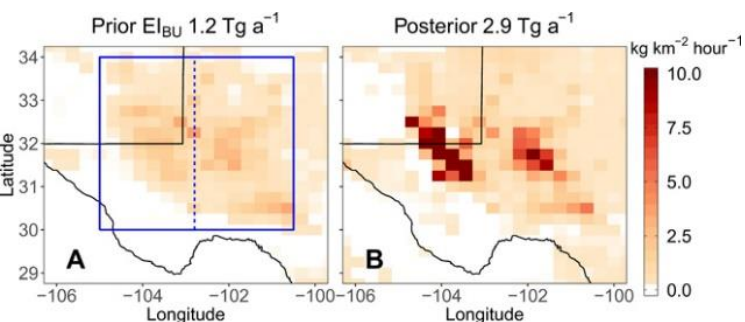 Prior EI_BU 1.2 Tg a⁻¹
Posterior 2.9 Tg a⁻¹
kg km⁻² hour⁻¹
34
33
32
31
30
29
Latitude
A
B
10.0
7.5
5.0
2.5
0.0
−106 −104 −102 −100
−106 −104 −102 −100
Longitude
Longitude